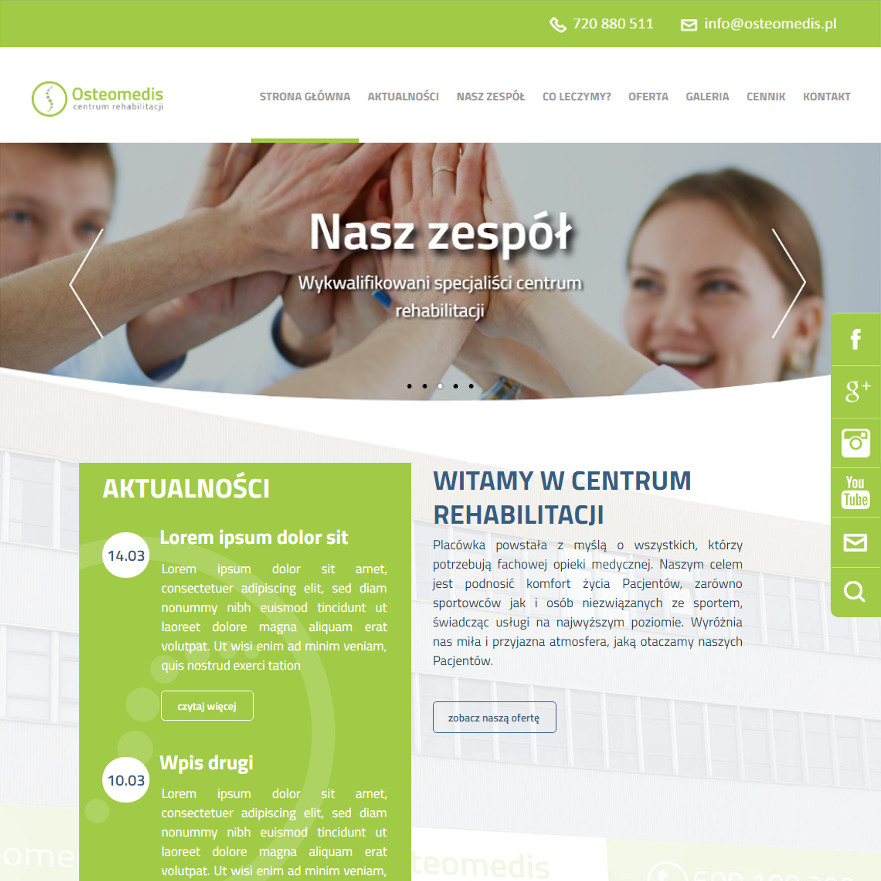 720 880 511 info@osteomedis.pl
Osteomedis
centrum rehabilitacji
STRONA GŁÓWNA AKTUALNOŚCI NASZ ZESPÓŁ CO LECZYMY? OFERTA GALERIA CENNIK KONTAKT
Nasz zespół
Wykwalifikowani specjaliści centrum
rehabilitacji
f
g+
You
Tube
AKTUALNOŚCI
14.03
Lorem ipsum dolor sit
Lorem ipsum dolor sit amet,
consectetuer adipiscing elit, sed diam
nonummy nibh euismod tincidunt ut
laoreet dolore magna aliquam erat
volutpat. Ut wisi enim ad minim veniam,
quis nostrud exerci tation
czytaj więcej
10.03
Wpis drugi
Lorem ipsum dolor sit amet,
consectetuer adipiscing elit, sed diam
nonummy nibh euismod tincidunt ut
laoreet dolore magna aliquam erat
volutpat. Ut wisi enim ad minim veniam,
WITAMY W CENTRUM
REHABILITACJI
Placówka powstała z myślą o wszystkich, którzy
potrzebują fachowej opieki medycznej. Naszym celem
jest podnosić komfort życia Pacjentów, zarówno
sportowców jak i osób niezwiązanych ze sportem,
świadcząc usługi na najwyższym poziomie. Wyróżnia
nas miła i przyjazna atmosfera, jaką otaczamy naszych
Pacjentów.
zobacz naszą ofertę